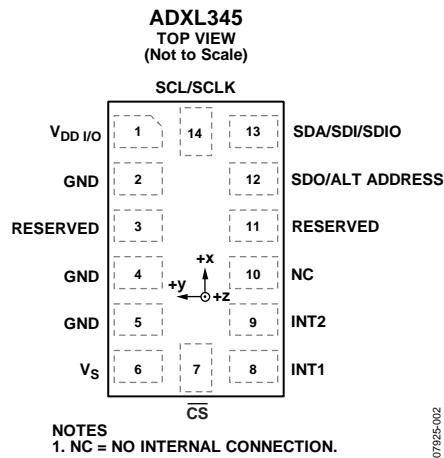 ADXL345
TOP VIEW
(Not to Scale)
SCL/SCLK
VDD I/O 1 14 13 SDA/SDI/SDIO
GND 2 12 SDO/ALT ADDRESS
RESERVED 3 11 RESERVED
+x
GND 4 +y +z 10 NC
GND 5 9 INT2
VS 6 7 8 INT1
CS
NOTES
1. NC = NO INTERNAL CONNECTION.
07925-002